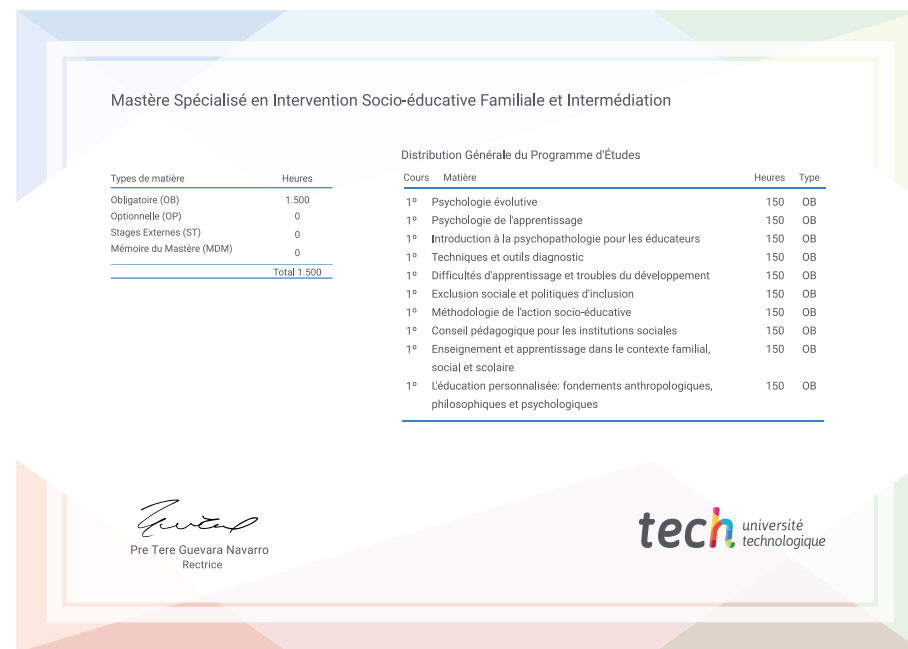 Mastère Spécialisé en Intervention Socio-éducative Familiale et Intermédiation
Types de matière Heures
Obligatoire (OB) 1.500
Optionnelle (OP) 0
Stages Externes (ST) 0
Mémoire du Mastère (MDM) 0
Total 1.500
Distribution Générale du Programme d'Études
Cours Matière Heures Type
1º Psychologie évolutive 150 OB
1º Psychologie de l'apprentissage 150 OB
1º Introduction à la psychopathologie pour les éducateurs 150 OB
1º Techniques et outils diagnostic 150 OB
1º Difficultés d'apprentissage et troubles du développement 150 OB
1º Exclusion sociale et politiques d'inclusion 150 OB
1º Méthodologie de l'action socio-éducative 150 OB
1º Conseil pédagogique pour les institutions sociales 150 OB
1º Enseignement et apprentissage dans le contexte familial, 150 OB
social et scolaire
1º L'éducation personnalisée: fondements anthropologiques, 150 OB
philosophiques et psychologiques
Pre Tere Guevara Navarro
Rectrice
tech université
technologique